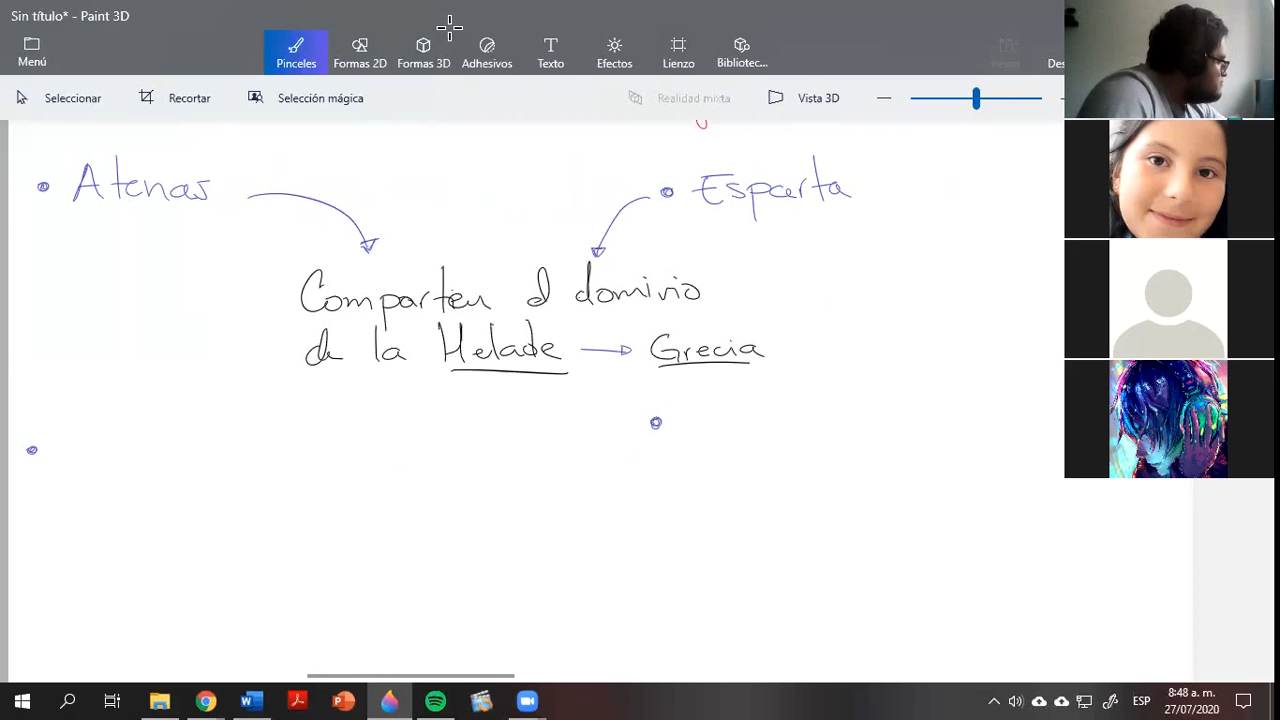 Sin título* - Paint 3D
Menú
Pinceles
Formas 2D
Formas 3D
Adhesivos
Texto
Efectos
Lienzo
Bibliotec...
Seleccionar
Recortar
Selección mágica
Realidad mixta
Vista 3D
Atenas
Esparta
Comparten el dominio
de la Helade → Grecia
ESP
8:48 a. m.
27/07/2020